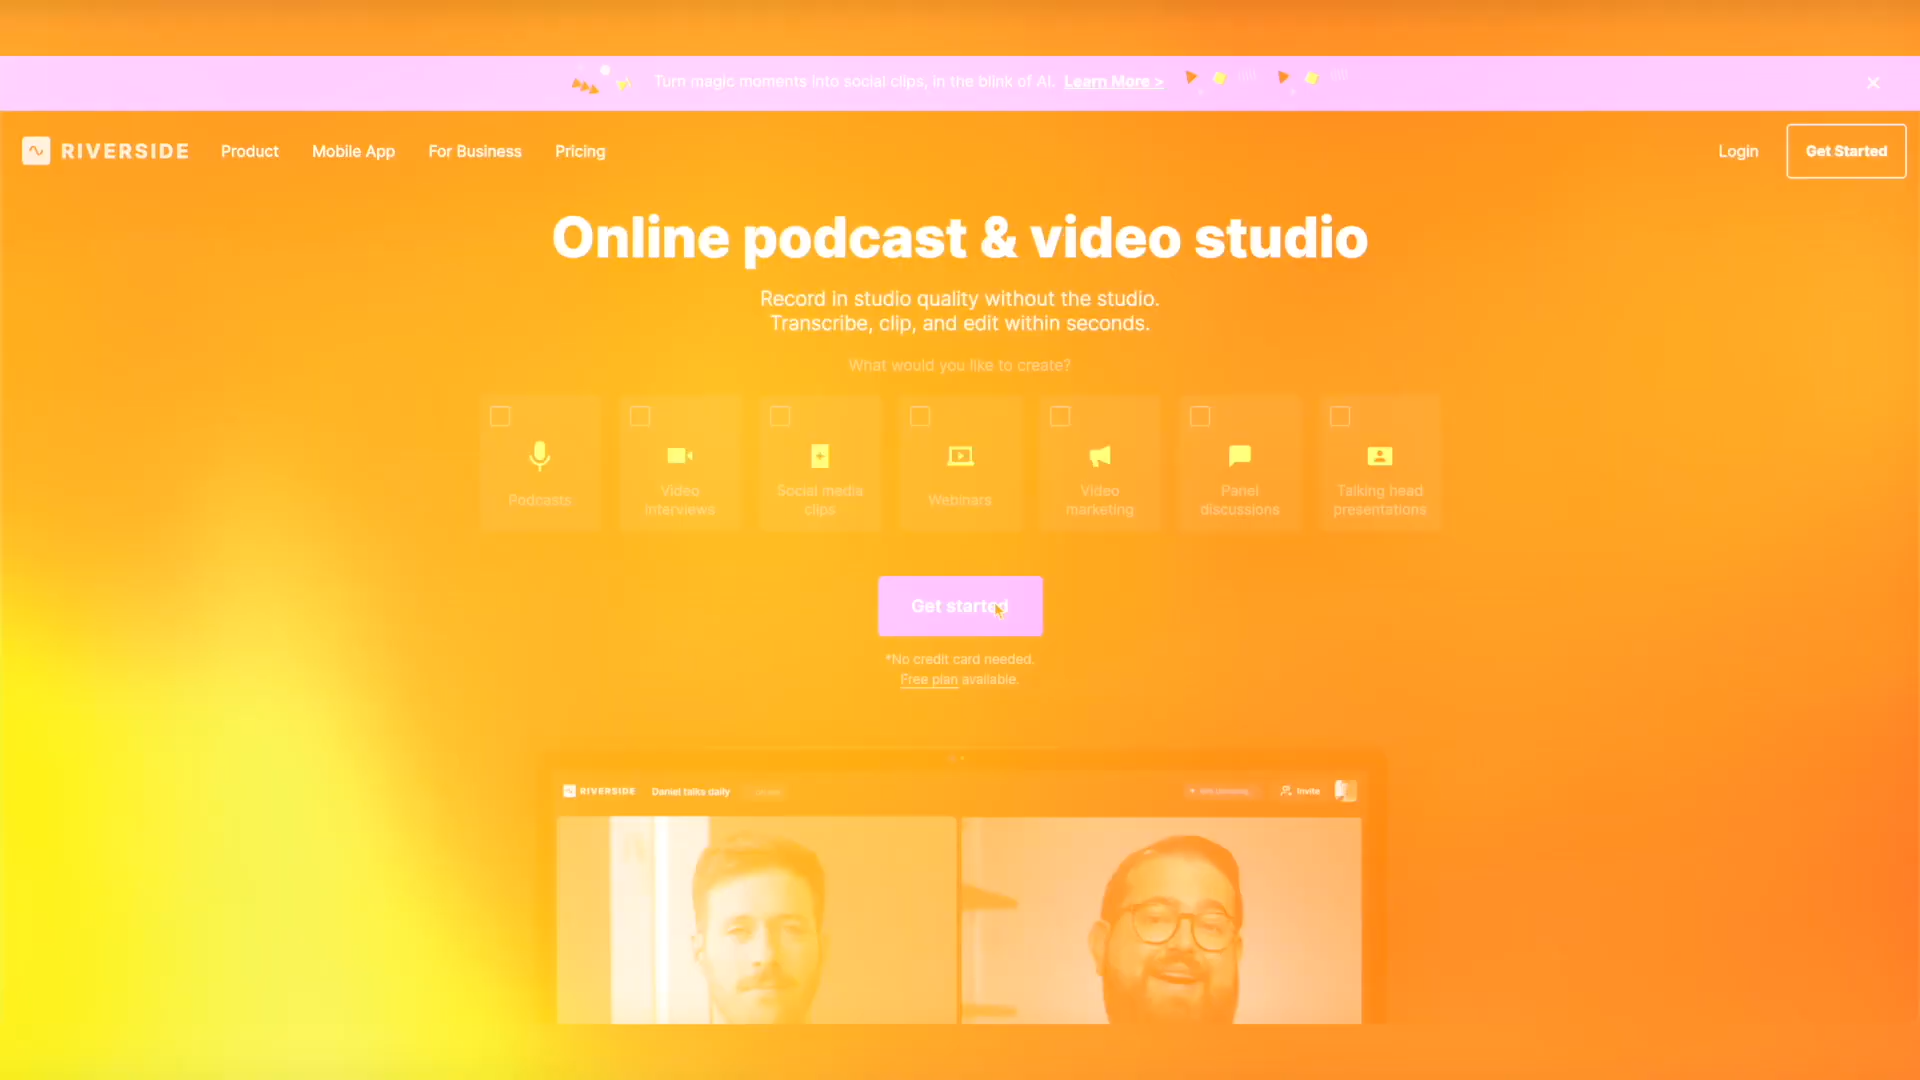 Turn magic moments into social clips, in the blink of AI. Learn More >
RIVERSIDE Product Mobile App For Business Pricing Login Get Started
Online podcast & video studio
Record in studio quality without the studio.
Transcribe, clip, and edit within seconds.
What would you like to create?
Podcasts
Video
interviews
Social media
clips
Webinars
Video
marketing
Panel
discussions
Talking head
presentations
Get started
*No credit card needed.
Free plan available.
RIVERSIDE Daniel talks daily Invite